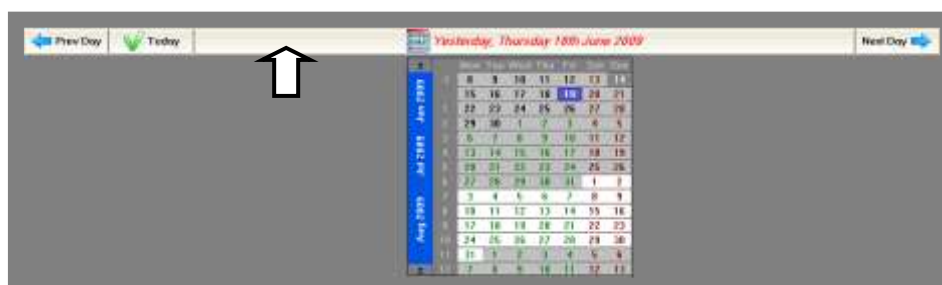 Prev Day Today Yesterday, Thursday 18th June 2009 Next Day
Mon Tue Wed Thu Fri Sat Sun
Jun 2009
8 9 10 11 12 13 14
15 16 17 18 19 20 21
22 23 24 25 26 27 28
29 30 1 2 3 4 5
Jul 2009
6 7 8 9 10 11 12
13 14 15 16 17 18 19
20 21 22 23 24 25 26
27 28 29 30 31 1 2
Aug 2009
3 4 5 6 7 8 9
10 11 12 13 14 15 16
17 18 19 20 21 22 23
24 25 26 27 28 29 30
31 1 2 3 4 5 6
7 8 9 10 11 12 13